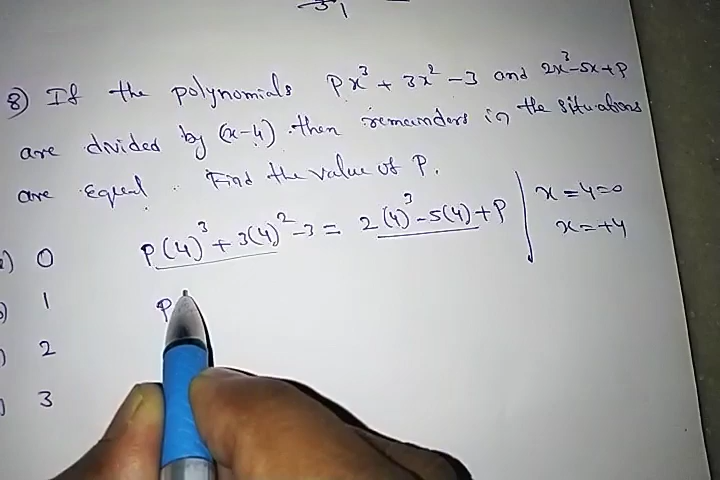 8) If the polynomials Px³ + 3x² - 3 and 2x³-5x+P
are divided by (x-4) then remainders in the situations
are equal. Find the value of P.
P(4)³ + 3(4)² - 3 = 2(4)³ - 5(4) + P
x = 4 = 0
x = +4
0
1
2
3
P